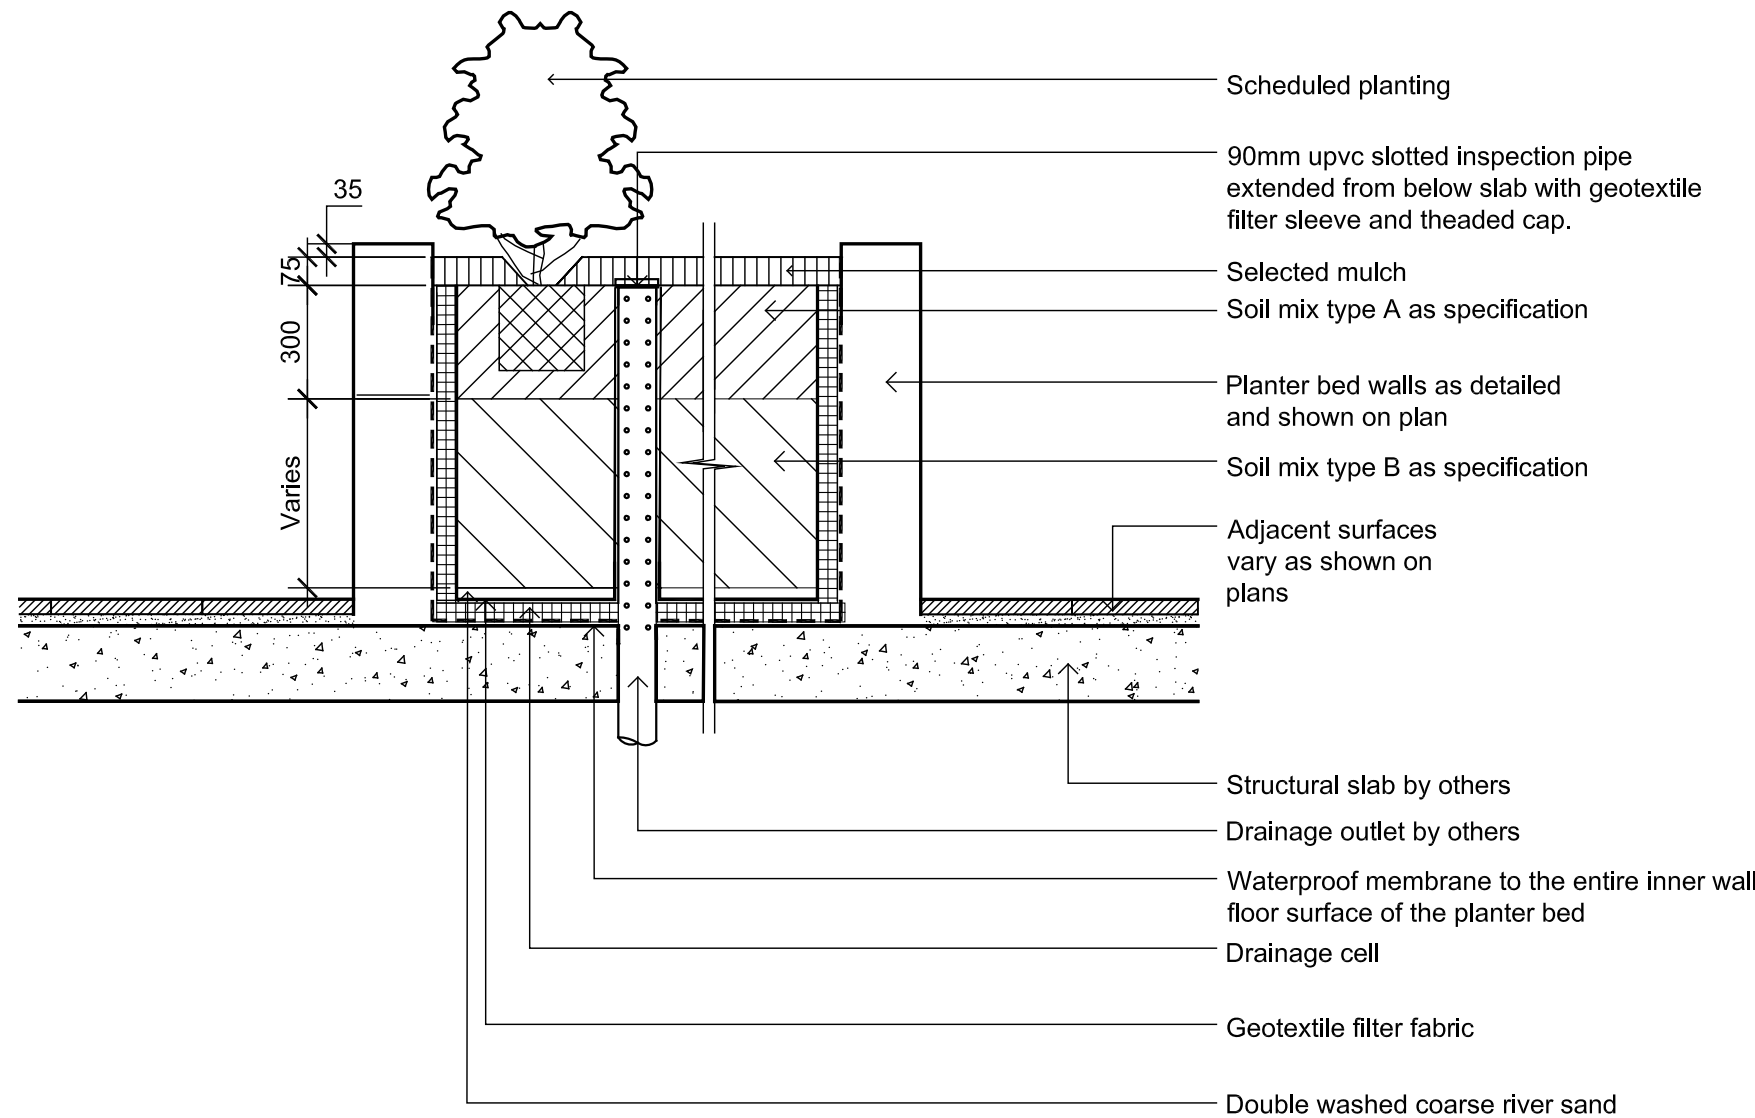 Scheduled planting
90mm upvc slotted inspection pipe
extended from below slab with geotextile
filter sleeve and theaded cap.
35
75
300
Varies
Selected mulch
Soil mix type A as specification
Planter bed walls as detailed
and shown on plan
Soil mix type B as specification
Adjacent surfaces
vary as shown on
plans
Structural slab by others
Drainage outlet by others
Waterproof membrane to the entire inner wall
floor surface of the planter bed
Drainage cell
Geotextile filter fabric
Double washed coarse river sand